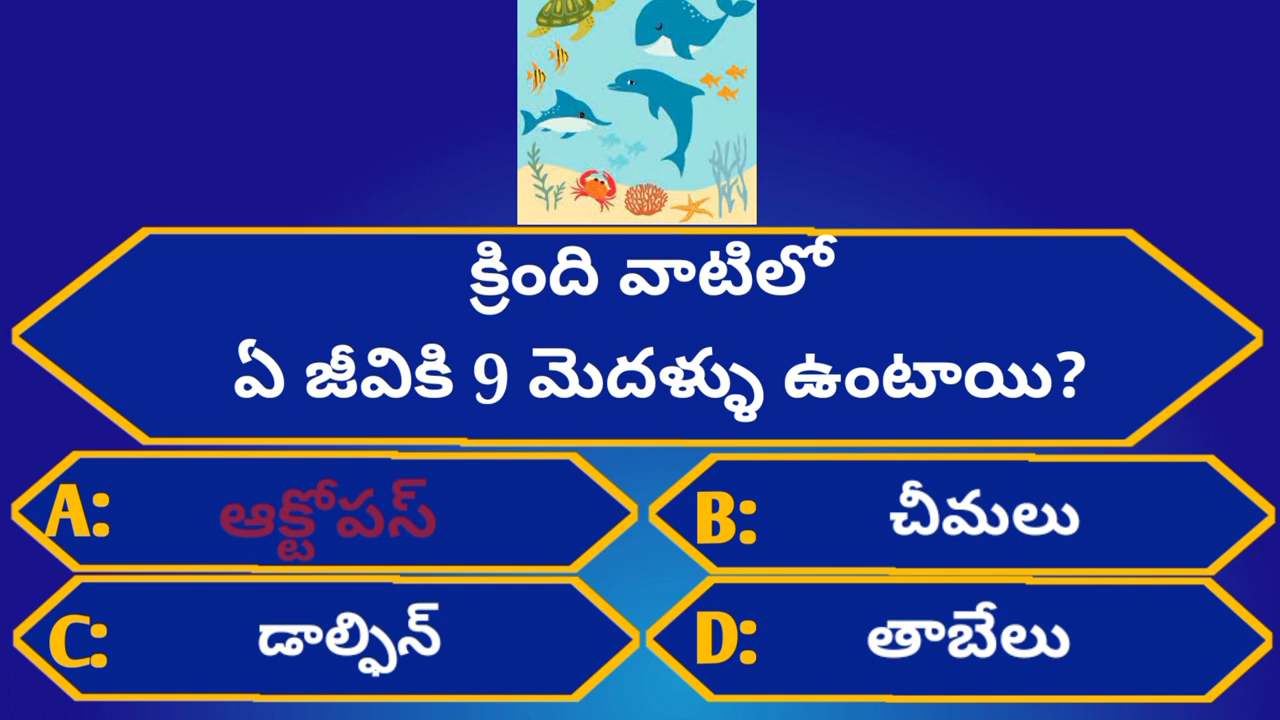 క్రింది వాటిలో
ఏ జీవికి 9 మెదళ్ళు ఉంటాయి?
A: ఆక్టోపస్
B: చీమలు
C: డాల్ఫిన్
D: తాబేలు